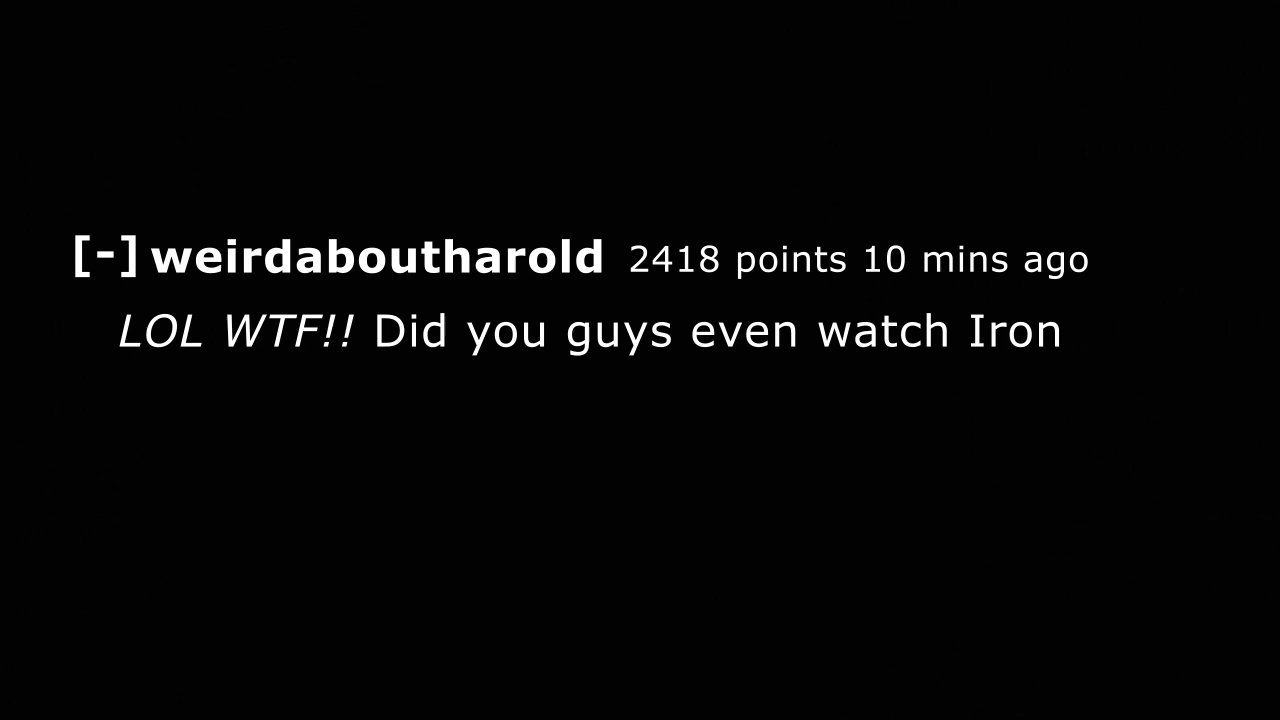 [-] weirdaboutharold 2418 points 10 mins ago
LOL WTF!! Did you guys even watch Iron